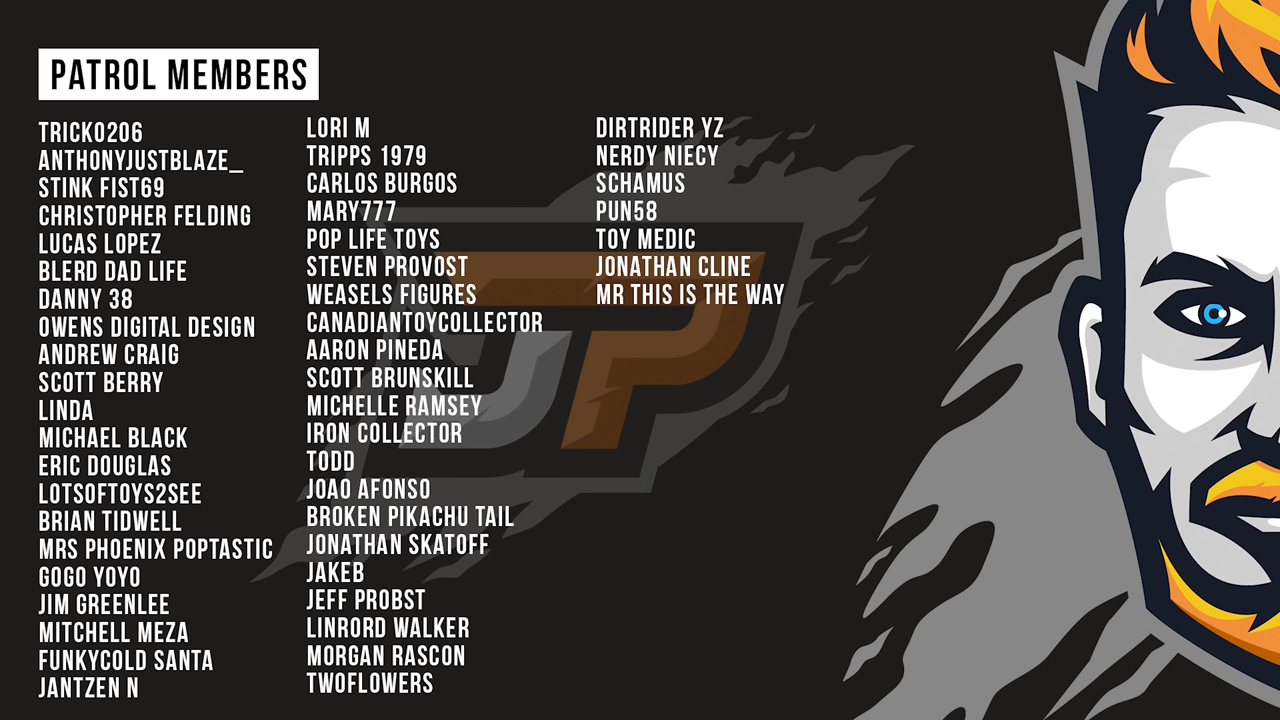 PATROL MEMBERS
TRICKO206
ANTHONYJUSTBLAZE_
STINK FIST69
CHRISTOPHER FELDING
LUCAS LOPEZ
BLERD DAD LIFE
DANNY 38
OWENS DIGITAL DESIGN
ANDREW CRAIG
SCOTT BERRY
LINDA
MICHAEL BLACK
ERIC DOUGLAS
LOTSOFTOYS2SEE
BRIAN TIDWELL
MRS PHOENIX POPTASTIC
GOGO YOYO
JIM GREENLEE
MITCHELL MEZA
FUNKYCOLD SANTA
JANTZEN N
LORI M
TRIPPS 1979
CARLOS BURGOS
MARY777
POP LIFE TOYS
STEVEN PROVOST
WEASELS FIGURES
CANADIANTOYCOLLECTOR
AARON PINEDA
SCOTT BRUNSKILL
MICHELLE RAMSEY
IRON COLLECTOR
TODD
JOAO AFONSO
BROKEN PIKACHU TAIL
JONATHAN SKATOFF
JAKEB
JEFF PROBST
LINRORD WALKER
MORGAN RASCON
TWOFLOWERS
DIRTRIDER YZ
NERDY NIECY
SCHAMUS
PUN58
TOY MEDIC
JONATHAN CLINE
MR THIS IS THE WAY
JP